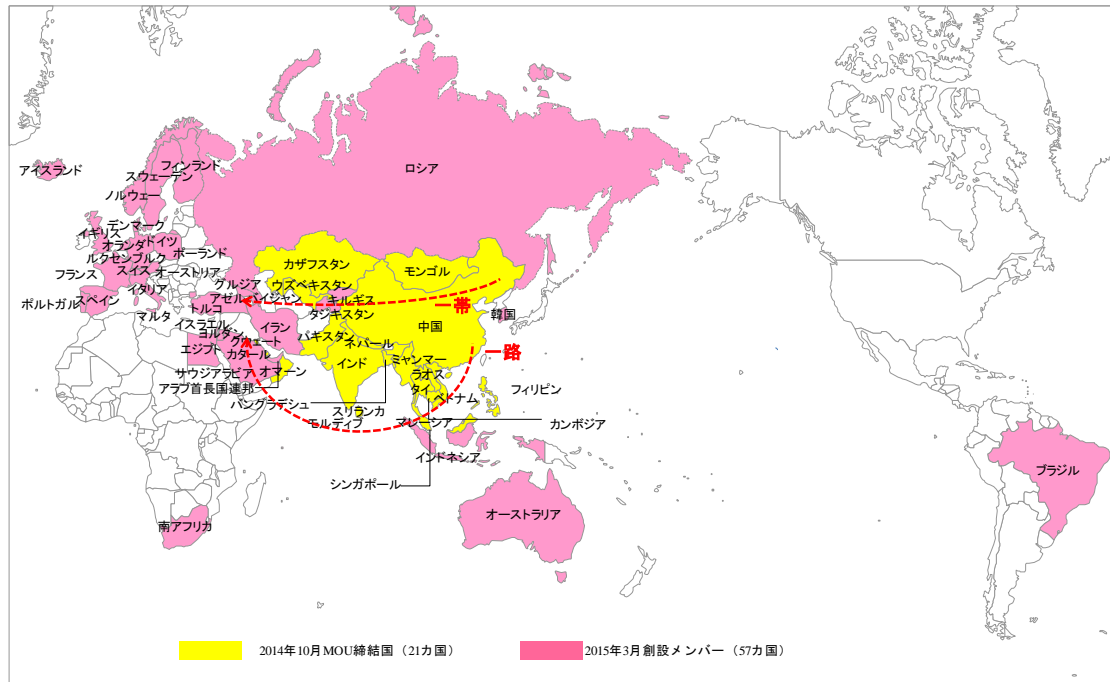 ロシア
アイスランド
フィンランド
スウェーデン
ノルウェー
デンマーク
イギリス
オランダ
ドイツ
ルクセンブルク
ポーランド
フランス
スイス
オーストリア
カザフスタン
モンゴル
グルジア
ウズベキスタン
イタリア
アゼルバイジャン
キルギス
ポルトガル
スペイン
トルコ
一帯
マルタ
タジキスタン
中国
韓国
イスラエル
ヨルダン
イラン
パキスタン
ネパール
クウェート
エジプト
カタール
インド
ミャンマー
一路
サウジアラビア
オマーン
ラオス
アラブ首長国連邦
タイ
ベトナム
フィリピン
バングラデシュ
スリランカ
モルディブ
マレーシア
カンボジア
インドネシア
シンガポール
ブラジル
オーストラリア
南アフリカ
2014年10月MOU締結国（21カ国）
2015年3月創設メンバー（57カ国）